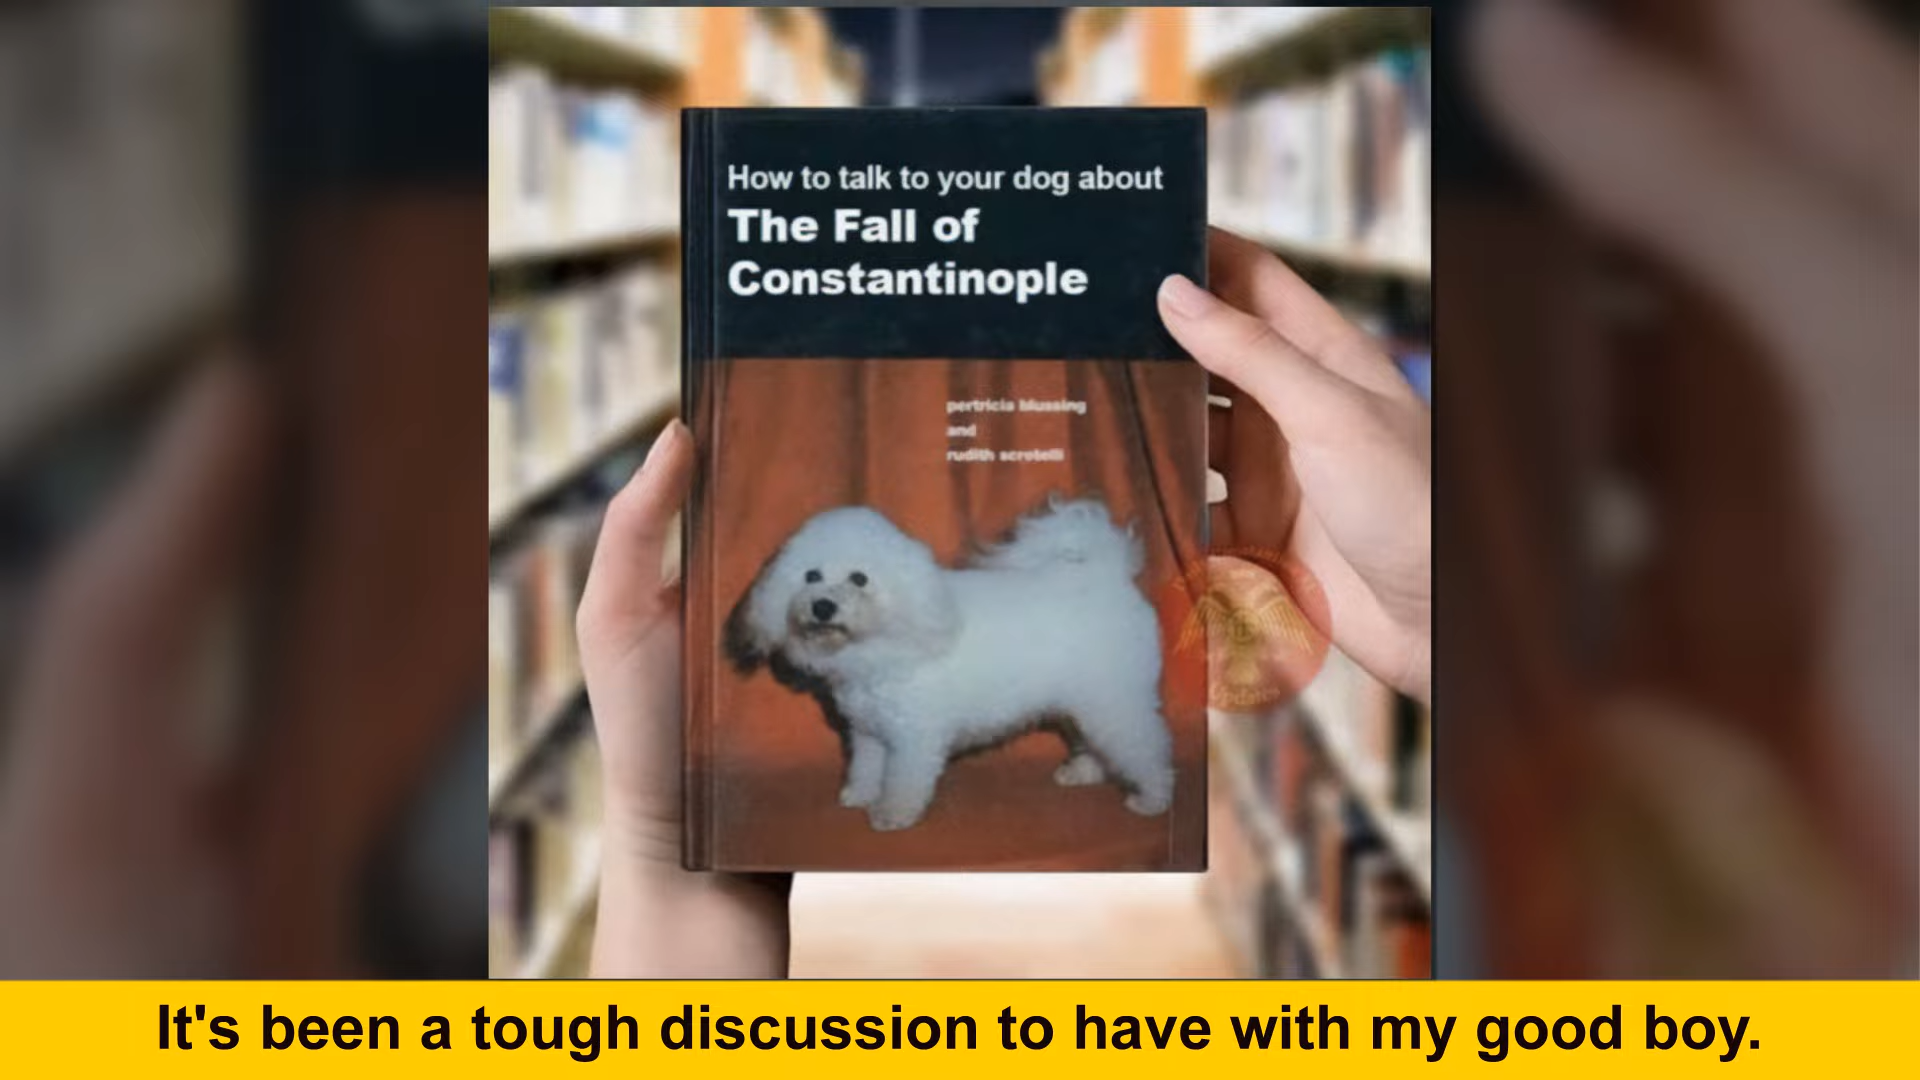 How to talk to your dog about
The Fall of
Constantinople
pertricia blussing
and
rudith scrotelli
Updates
It's been a tough discussion to have with my good boy.